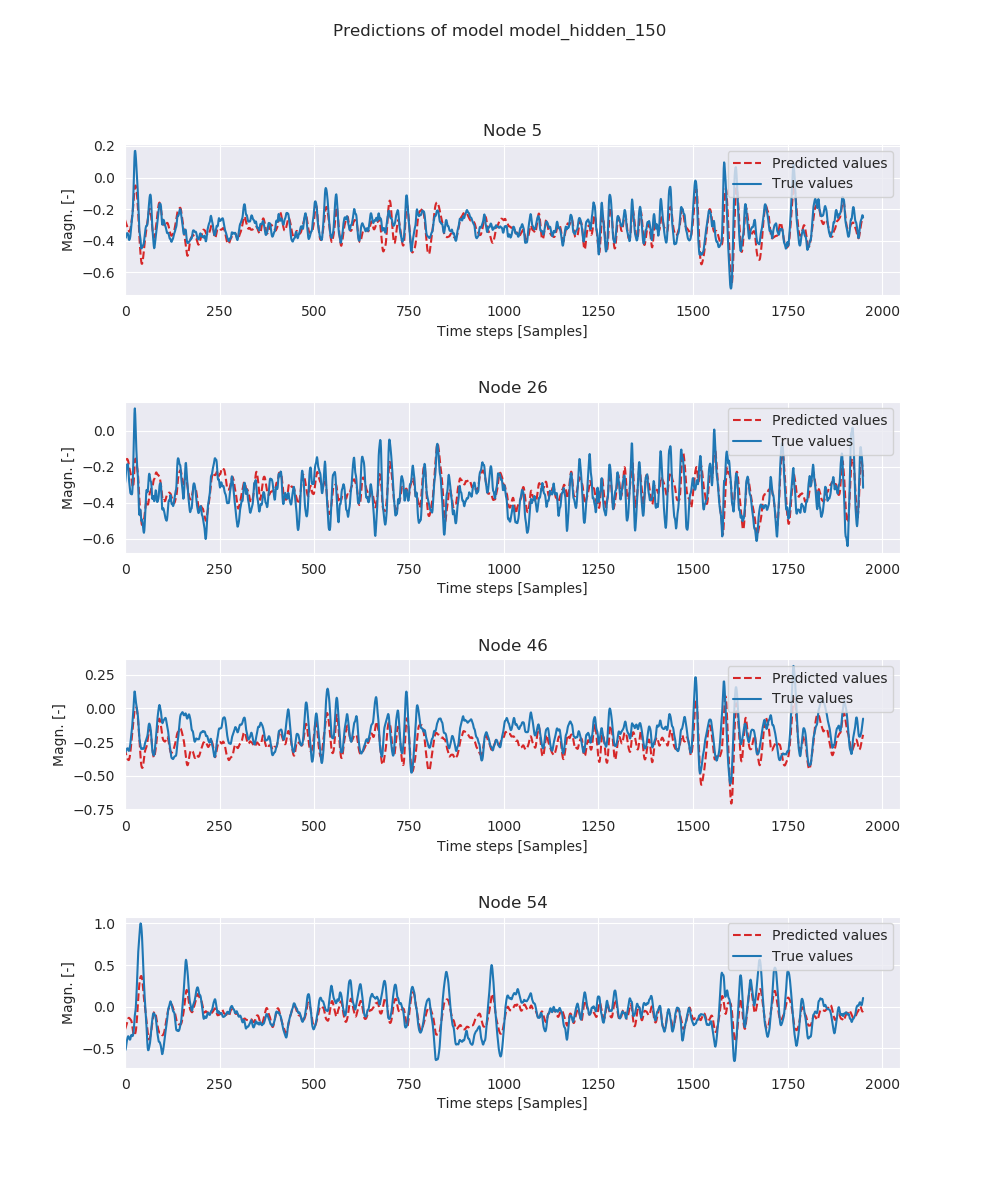 Predictions of model model_hidden_150
Node 5
0.2
0.0
−0.2
−0.4
−0.6
Magn. [-]
Predicted values
True values
0 250 500 750 1000 1250 1500 1750 2000
Time steps [Samples]
Node 26
0.0
−0.2
−0.4
−0.6
Magn. [-]
Predicted values
True values
0 250 500 750 1000 1250 1500 1750 2000
Time steps [Samples]
Node 46
0.25
0.00
−0.25
−0.50
−0.75
Magn. [-]
Predicted values
True values
0 250 500 750 1000 1250 1500 1750 2000
Time steps [Samples]
Node 54
1.0
0.5
0.0
−0.5
Magn. [-]
Predicted values
True values
0 250 500 750 1000 1250 1500 1750 2000
Time steps [Samples]